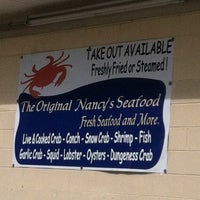 TAKE OUT AVAILABLE
Freshly Fried or Steamed!
The Original Nancy's Seafood
Fresh Seafood and More.
Live & Cooked Crab - Conch - Snow Crab - Shrimp - Fish
Garlic Crab - Squid - Lobster - Oysters - Dungeness Crab